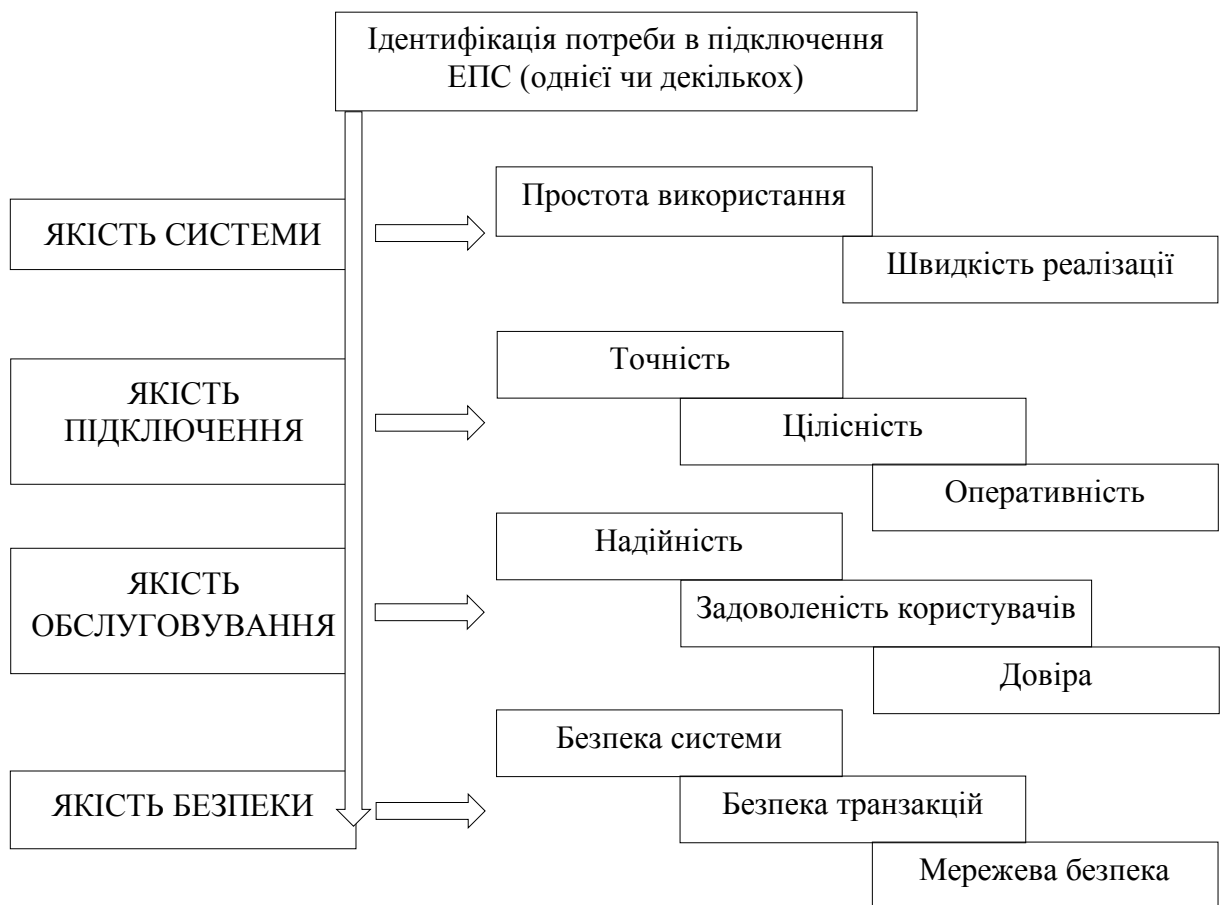 Ідентифікація потреби в підключення
ЕПС (однієї чи декількох)
ЯКІСТЬ СИСТЕМИ
Простота використання
Швидкість реалізації
ЯКІСТЬ
ПІДКЛЮЧЕННЯ
Точність
Цілісність
Оперативність
ЯКІСТЬ
ОБСЛУГОВУВАННЯ
Надійність
Задоволеність користувачів
Довіра
ЯКІСТЬ БЕЗПЕКИ
Безпека системи
Безпека транзакцій
Мережева безпека